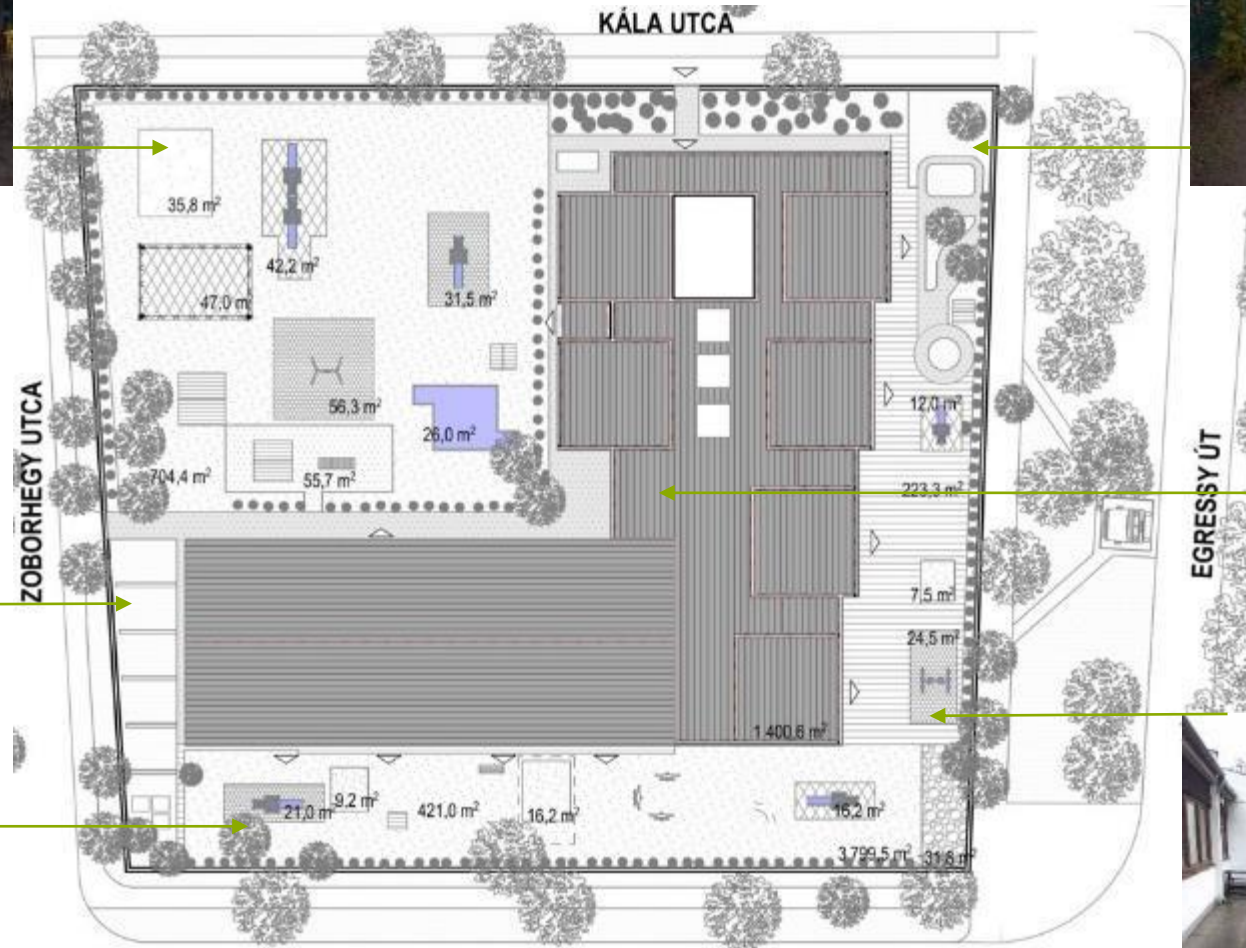 KÁLA UTCA
35,8 m²
42,2 m²
47,0 m
31,5 m²
56,3 m²
26,0 m²
704,4 m²
55,7 m²
12,0 m²
223,3 m²
7,5 m²
24,5 m²
1 400,6 m²
21,0 m²
9,2 m²
421,0 m²
16,2 m²
16,2 m²
3 799,5 m²
31,8 m²
ZOBORHEGY UTCA
EGRESSY ÚT